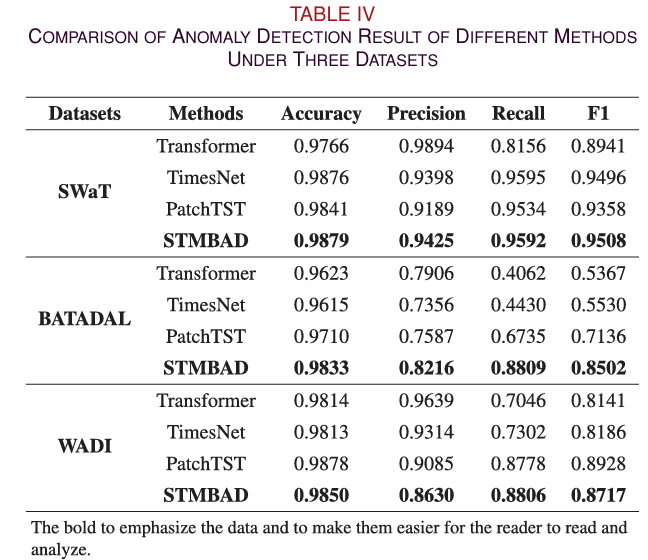 TABLE IV
COMPARISON OF ANOMALY DETECTION RESULT OF DIFFERENT METHODS
UNDER THREE DATASETS
Datasets Methods Accuracy Precision Recall F1
SWaT
Transformer 0.9766 0.9894 0.8156 0.8941
TimesNet 0.9876 0.9398 0.9595 0.9496
PatchTST 0.9841 0.9189 0.9534 0.9358
STMBAD 0.9879 0.9425 0.9592 0.9508
BATADAL
Transformer 0.9623 0.7906 0.4062 0.5367
TimesNet 0.9615 0.7356 0.4430 0.5530
PatchTST 0.9710 0.7587 0.6735 0.7136
STMBAD 0.9833 0.8216 0.8809 0.8502
WADI
Transformer 0.9814 0.9639 0.7046 0.8141
TimesNet 0.9813 0.9314 0.7302 0.8186
PatchTST 0.9878 0.9085 0.8778 0.8928
STMBAD 0.9850 0.8630 0.8806 0.8717
The bold to emphasize the data and to make them easier for the reader to read and
analyze.